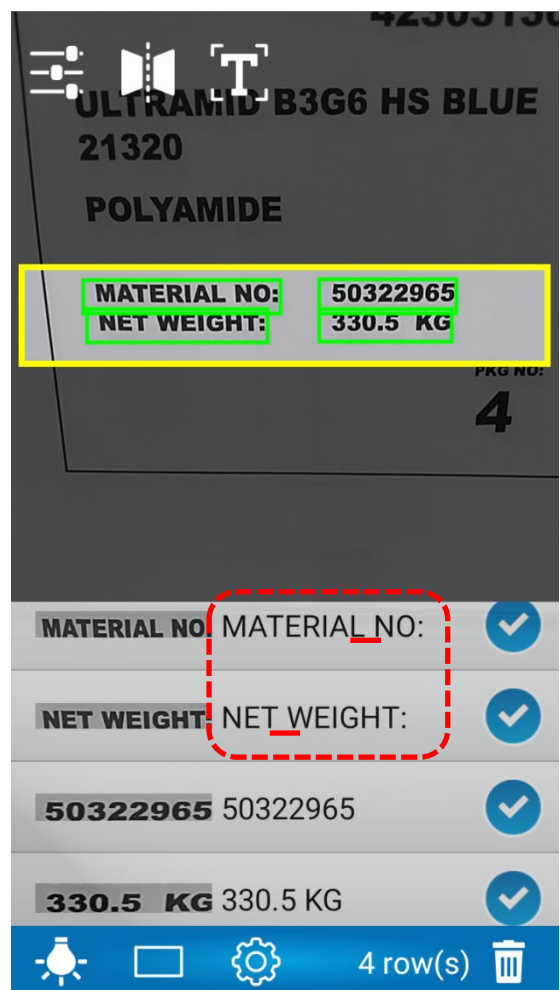 ULTRAMID B3G6 HS BLUE
21320
POLYAMIDE
MATERIAL NO: 50322965
NET WEIGHT: 330.5 KG
PKG NO:
4
MATERIAL NO. MATERIAL NO:
NET WEIGHT: NET WEIGHT:
50322965 50322965
330.5 KG 330.5 KG
4 row(s)